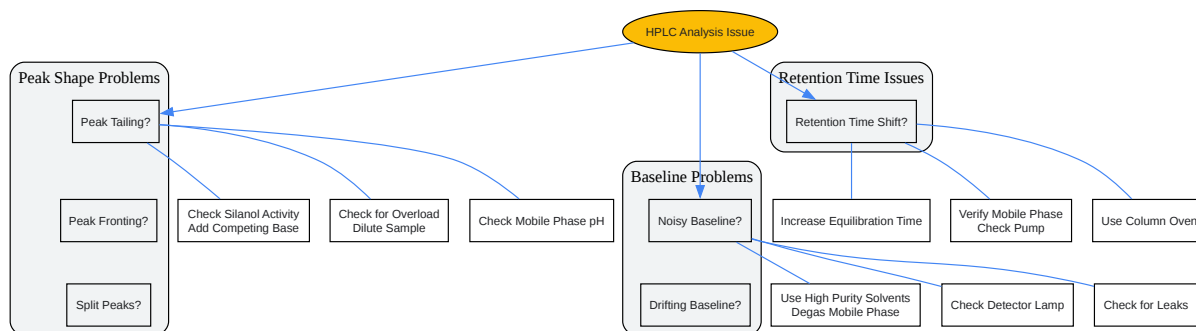 HPLC Analysis Issue
Peak Shape Problems
Retention Time Issues
Peak Tailing?
Retention Time Shift?
Baseline Problems
Peak Fronting?
Check Silanol Activity
Add Competing Base
Check for Overload
Dilute Sample
Check Mobile Phase pH
Noisy Baseline?
Increase Equilibration Time
Verify Mobile Phase
Check Pump
Use Column Oven
Split Peaks?
Drifting Baseline?
Use High Purity Solvents
Degas Mobile Phase
Check Detector Lamp
Check for Leaks